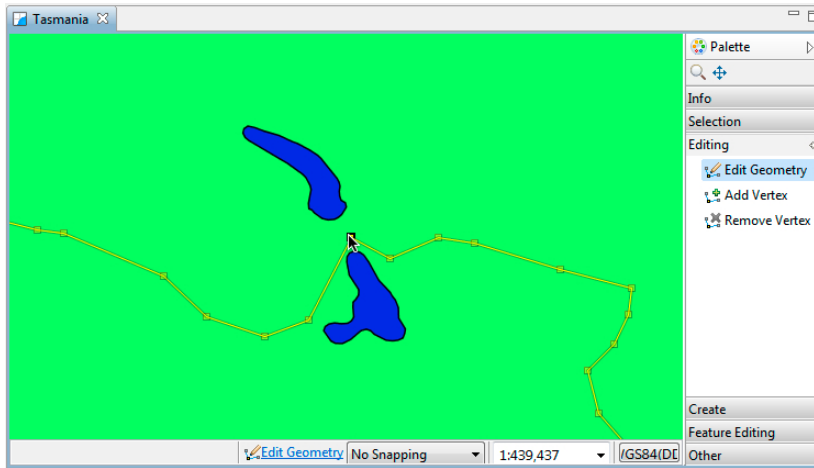 Tasmania
Palette
Info
Selection
Editing
Edit Geometry
Add Vertex
Remove Vertex
Create
Feature Editing
Other
Edit Geometry No Snapping 1:439,437 /GS84(DE